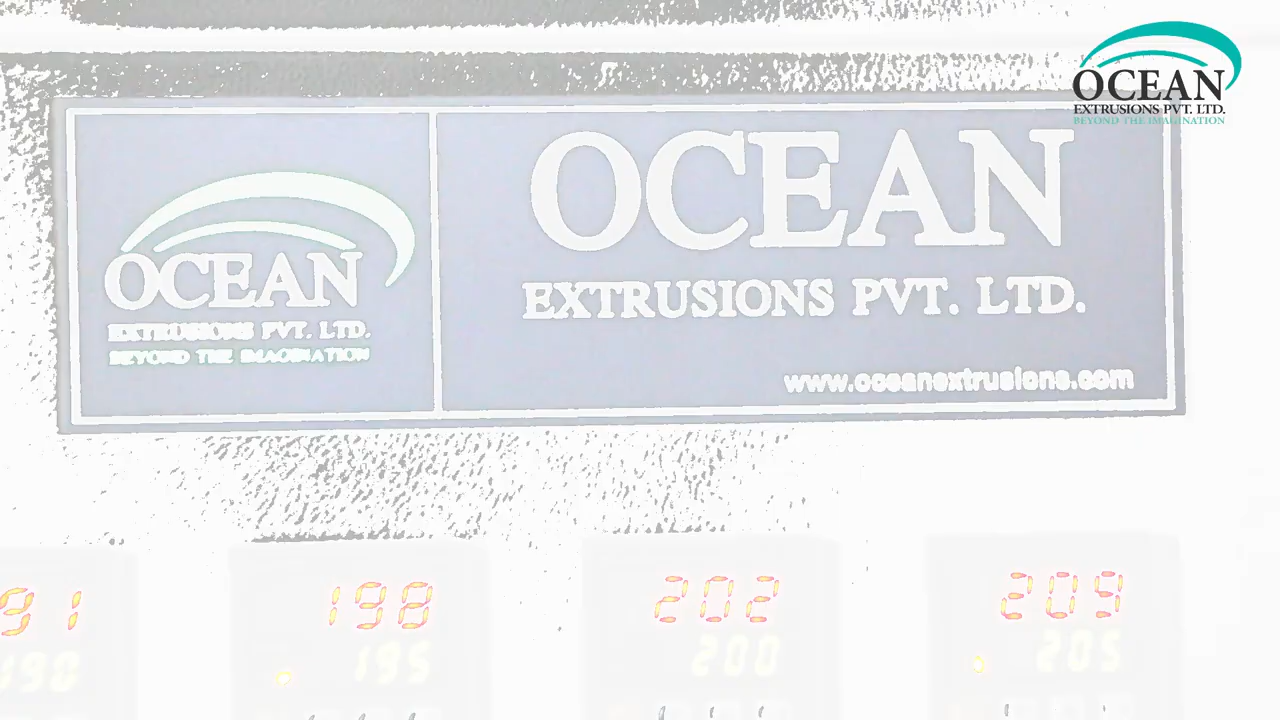 OCEAN
EXTRUSIONS PVT. LTD.
BEYOND THE IMAGINATION
OCEAN
EXTRUSIONS PVT. LTD.
BEYOND THE IMAGINATION
OCEAN
EXTRUSIONS PVT. LTD.
www.oceanextrusions.com
198 202 209
190 195 200 205